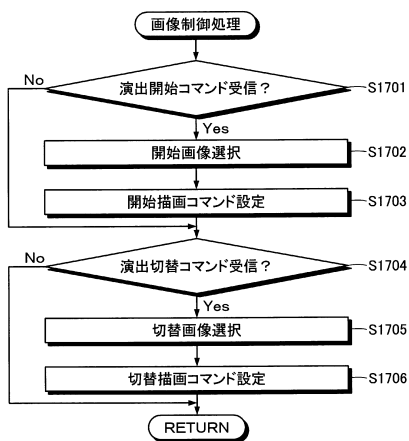 画像制御処理
No
演出開始コマンド受信？
S1701
Yes
開始画像選択
S1702
開始描画コマンド設定
S1703
No
演出切替コマンド受信？
S1704
Yes
切替画像選択
S1705
切替描画コマンド設定
S1706
RETURN